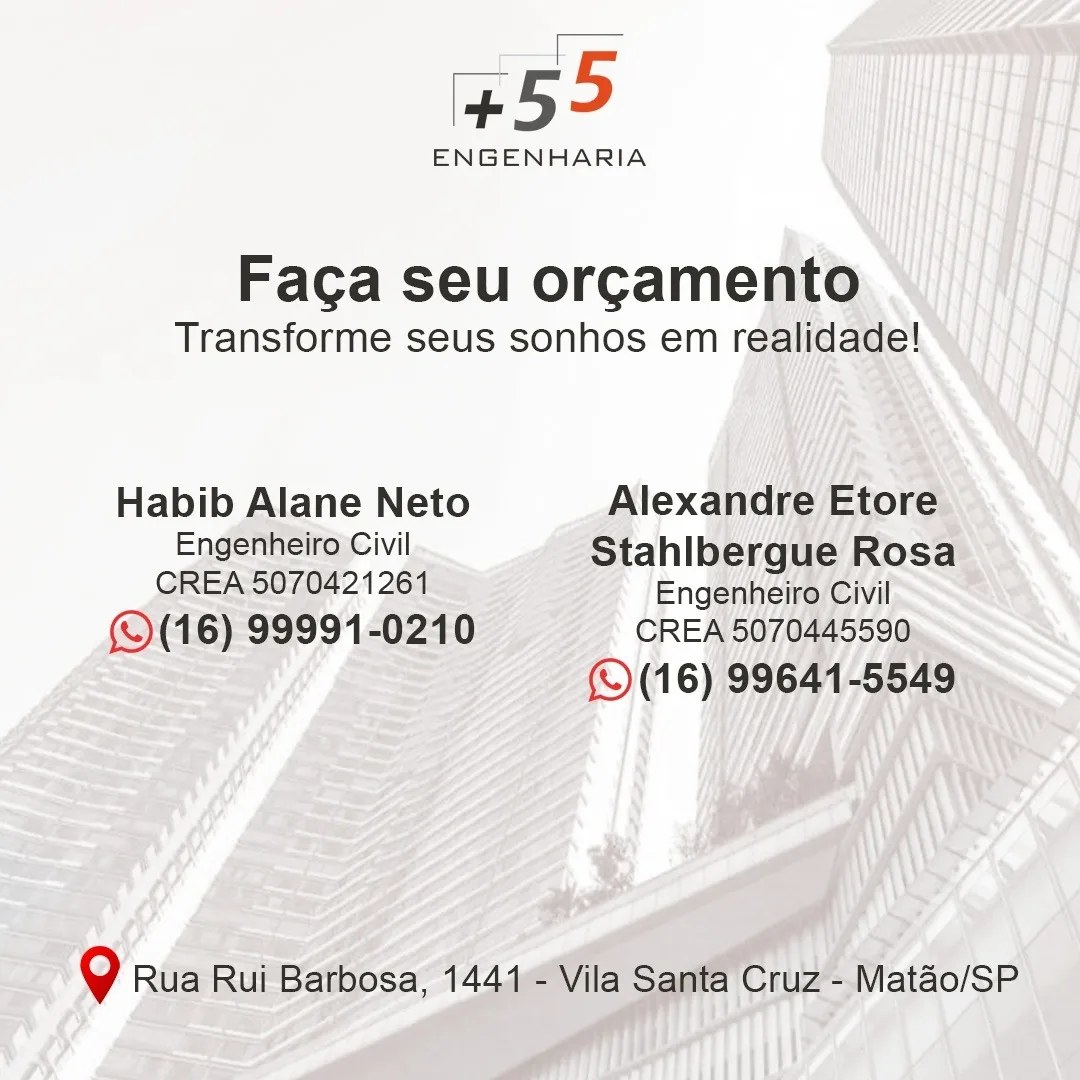 +55
ENGENHARIA
Faça seu orçamento
Transforme seus sonhos em realidade!
Habib Alane Neto
Engenheiro Civil
CREA 5070421261
(16) 99991-0210
Alexandre Etore
Stahlbergue Rosa
Engenheiro Civil
CREA 5070445590
(16) 99641-5549
Rua Rui Barbosa, 1441 - Vila Santa Cruz - Matão/SP